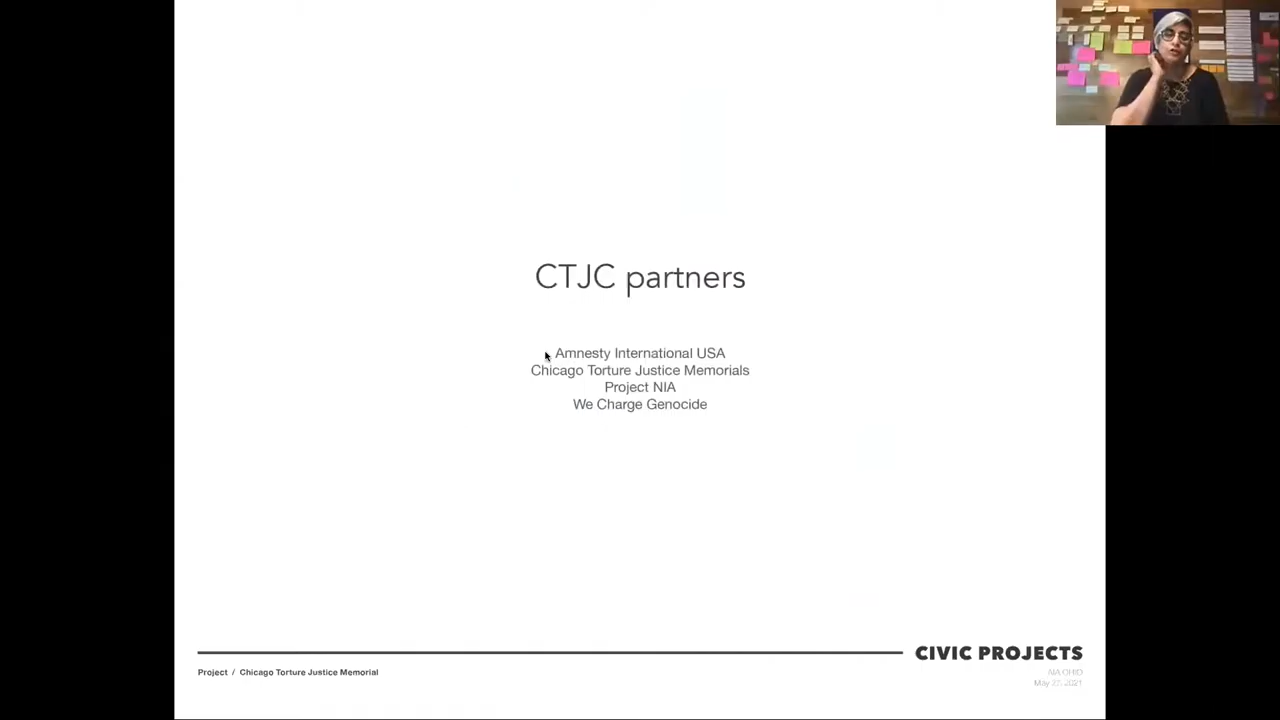 CTJC partners
Amnesty International USA
Chicago Torture Justice Memorials
Project NIA
We Charge Genocide
CIVIC PROJECTS
Project / Chicago Torture Justice Memorial
AIA OHIO
May 27, 2021